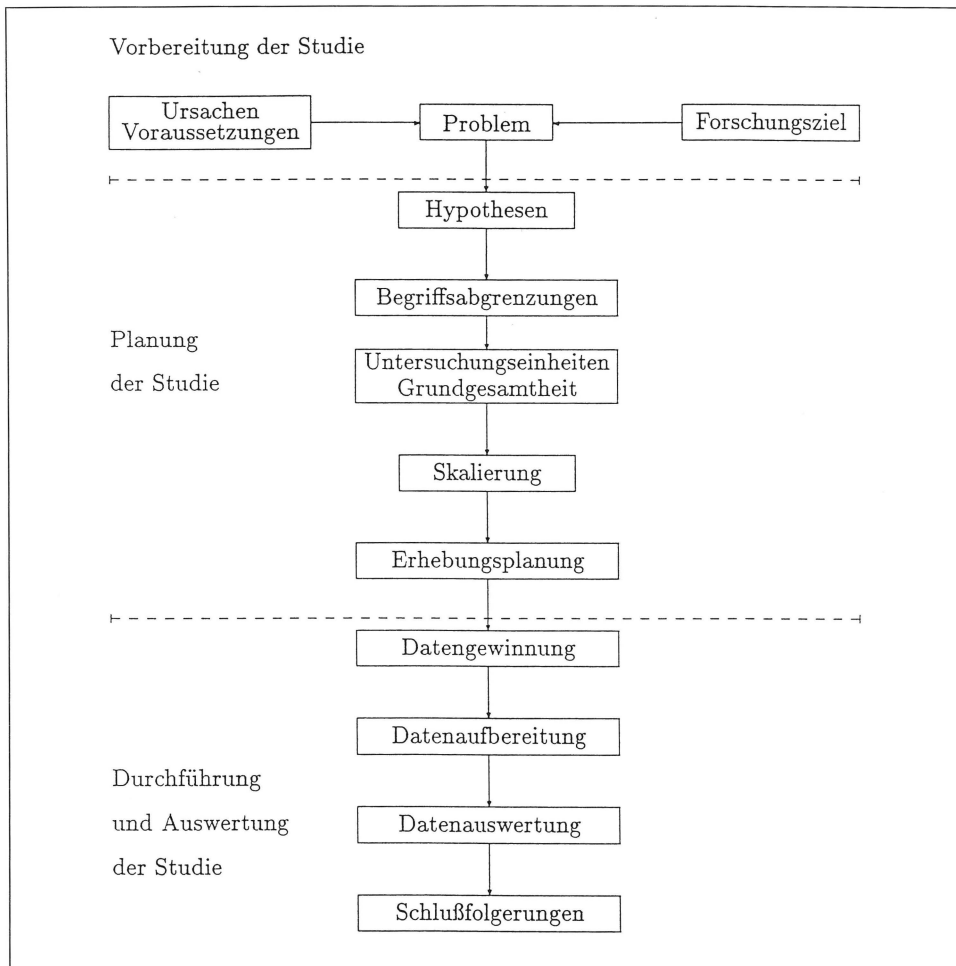 Vorbereitung der Studie
Ursachen
Voraussetzungen
Problem
Forschungsziel
Hypothesen
Begriffsabgrenzungen
Planung
der Studie
Untersuchungseinheiten
Grundgesamtheit
Skalierung
Erhebungsplanung
Datengewinnung
Datenaufbereitung
Durchführung
und Auswertung
der Studie
Datenauswertung
Schlußfolgerungen